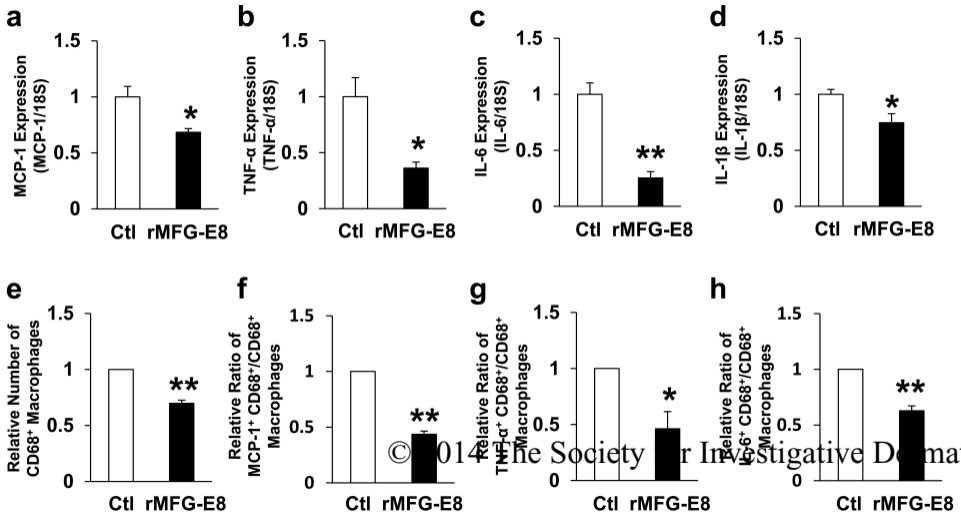 a
1.5
1
0.5
0
MCP-1 Expression
(MCP-1/18S)
*
Ctl rMFG-E8
b
1.5
1
0.5
0
TNF-α Expression
(TNF-α/18S)
*
Ctl rMFG-E8
c
1.5
1
0.5
0
IL-6 Expression
(IL-6/18S)
**
Ctl rMFG-E8
d
1.5
1
0.5
0
IL-1β Expression
(IL-1β/18S)
*
Ctl rMFG-E8
e
1.5
1
0.5
0
Relative Number of
CD68⁺ Macrophages
**
Ctl rMFG-E8
f
1.5
1
0.5
0
Relative Ratio of
MCP-1⁺ CD68⁺/CD68⁺
Macrophages
**
Ctl rMFG-E8
g
1.5
1
0.5
0
Relative Ratio of
TNF-α⁺ CD68⁺/CD68⁺
Macrophages
*
Ctl rMFG-E8
h
1.5
1
0.5
0
Relative Ratio of
IL-6⁺ CD68⁺/CD68⁺
Macrophages
**
Ctl rMFG-E8
© 2014 The Society for Investigative Dermat